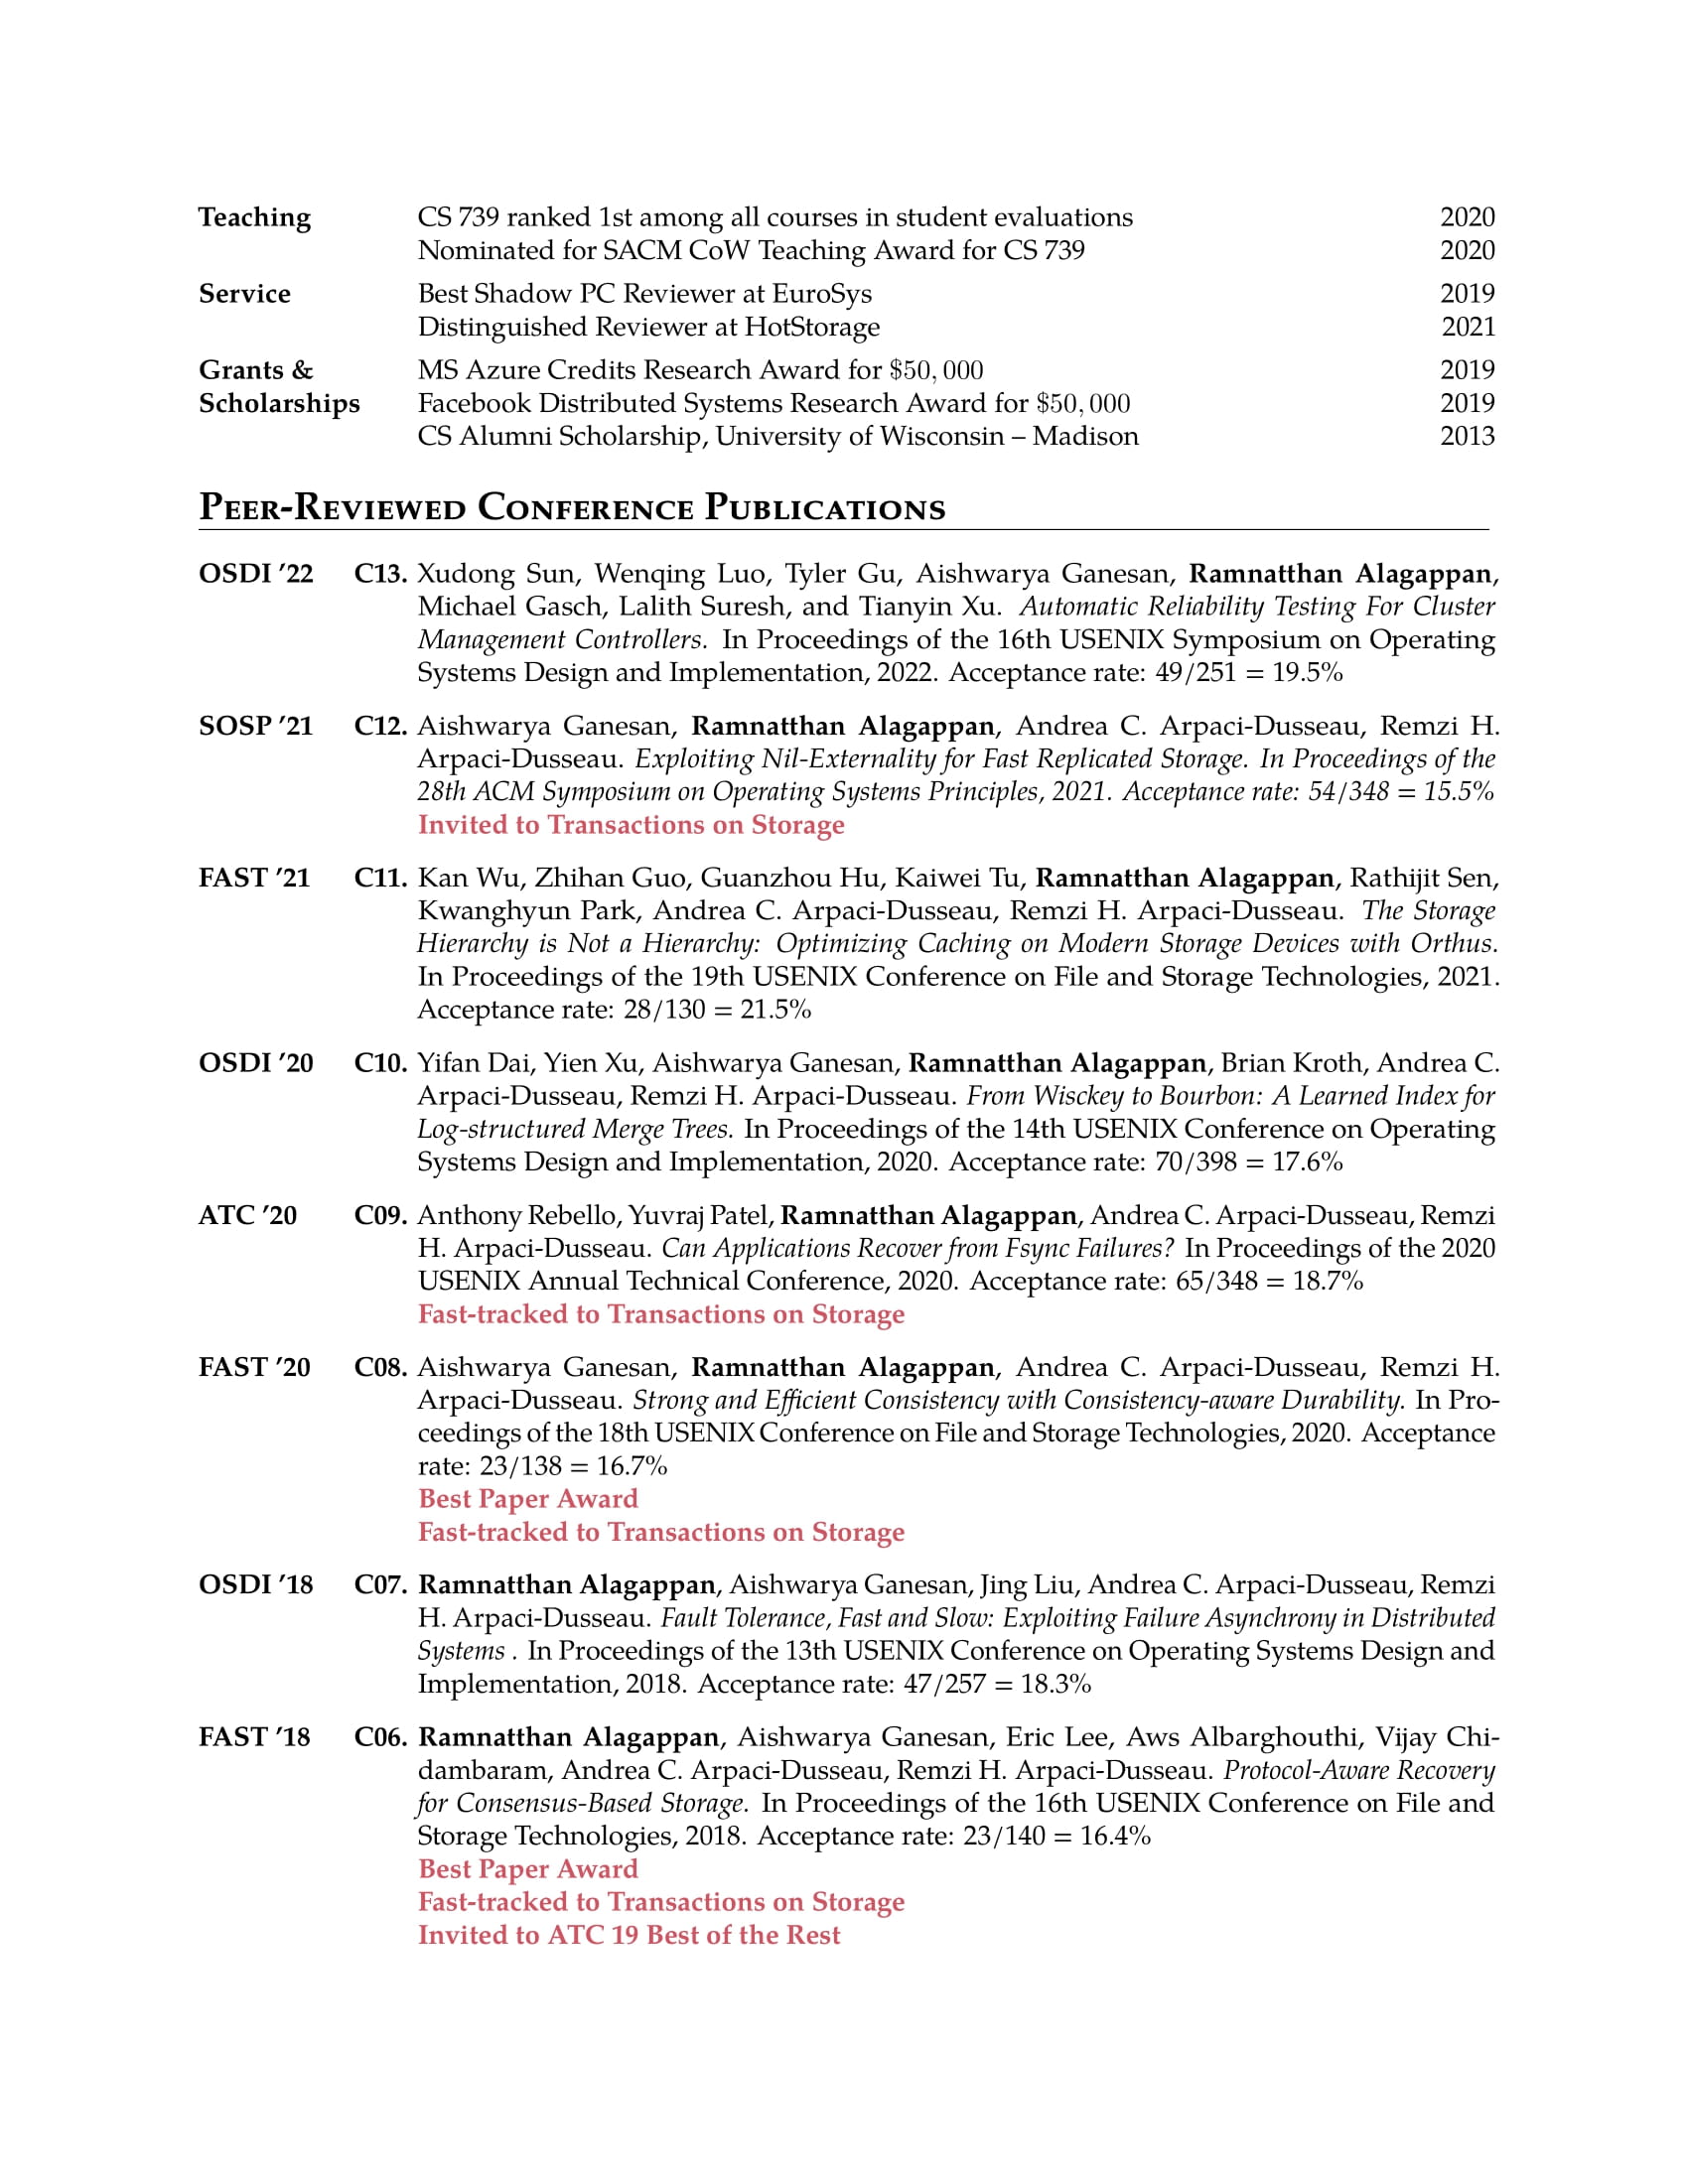 Teaching CS 739 ranked 1st among all courses in student evaluations 2020
Nominated for SACM CoW Teaching Award for CS 739 2020
Service Best Shadow PC Reviewer at EuroSys 2019
Distinguished Reviewer at HotStorage 2021
Grants & MS Azure Credits Research Award for $50, 000 2019
Scholarships Facebook Distributed Systems Research Award for $50, 000 2019
CS Alumni Scholarship, University of Wisconsin – Madison 2013
Peer-Reviewed Conference Publications
OSDI ’22 C13. Xudong Sun, Wenqing Luo, Tyler Gu, Aishwarya Ganesan, Ramnatthan Alagappan,
Michael Gasch, Lalith Suresh, and Tianyin Xu. Automatic Reliability Testing For Cluster
Management Controllers. In Proceedings of the 16th USENIX Symposium on Operating
Systems Design and Implementation, 2022. Acceptance rate: 49/251 = 19.5%
SOSP ’21 C12. Aishwarya Ganesan, Ramnatthan Alagappan, Andrea C. Arpaci-Dusseau, Remzi H.
Arpaci-Dusseau. Exploiting Nil-Externality for Fast Replicated Storage. In Proceedings of the
28th ACM Symposium on Operating Systems Principles, 2021. Acceptance rate: 54/348 = 15.5%
Invited to Transactions on Storage
FAST ’21 C11. Kan Wu, Zhihan Guo, Guanzhou Hu, Kaiwei Tu, Ramnatthan Alagappan, Rathijit Sen,
Kwanghyun Park, Andrea C. Arpaci-Dusseau, Remzi H. Arpaci-Dusseau. The Storage
Hierarchy is Not a Hierarchy: Optimizing Caching on Modern Storage Devices with Orthus.
In Proceedings of the 19th USENIX Conference on File and Storage Technologies, 2021.
Acceptance rate: 28/130 = 21.5%
OSDI ’20 C10. Yifan Dai, Yien Xu, Aishwarya Ganesan, Ramnatthan Alagappan, Brian Kroth, Andrea C.
Arpaci-Dusseau, Remzi H. Arpaci-Dusseau. From Wisckey to Bourbon: A Learned Index for
Log-structured Merge Trees. In Proceedings of the 14th USENIX Conference on Operating
Systems Design and Implementation, 2020. Acceptance rate: 70/398 = 17.6%
ATC ’20 C09. Anthony Rebello, Yuvraj Patel, Ramnatthan Alagappan, Andrea C. Arpaci-Dusseau, Remzi
H. Arpaci-Dusseau. Can Applications Recover from Fsync Failures? In Proceedings of the 2020
USENIX Annual Technical Conference, 2020. Acceptance rate: 65/348 = 18.7%
Fast-tracked to Transactions on Storage
FAST ’20 C08. Aishwarya Ganesan, Ramnatthan Alagappan, Andrea C. Arpaci-Dusseau, Remzi H.
Arpaci-Dusseau. Strong and Efficient Consistency with Consistency-aware Durability. In Pro-
ceedings of the 18th USENIX Conference on File and Storage Technologies, 2020. Acceptance
rate: 23/138 = 16.7%
Best Paper Award
Fast-tracked to Transactions on Storage
OSDI ’18 C07. Ramnatthan Alagappan, Aishwarya Ganesan, Jing Liu, Andrea C. Arpaci-Dusseau, Remzi
H. Arpaci-Dusseau. Fault Tolerance, Fast and Slow: Exploiting Failure Asynchrony in Distributed
Systems . In Proceedings of the 13th USENIX Conference on Operating Systems Design and
Implementation, 2018. Acceptance rate: 47/257 = 18.3%
FAST ’18 C06. Ramnatthan Alagappan, Aishwarya Ganesan, Eric Lee, Aws Albarghouthi, Vijay Chi-
dambaram, Andrea C. Arpaci-Dusseau, Remzi H. Arpaci-Dusseau. Protocol-Aware Recovery
for Consensus-Based Storage. In Proceedings of the 16th USENIX Conference on File and
Storage Technologies, 2018. Acceptance rate: 23/140 = 16.4%
Best Paper Award
Fast-tracked to Transactions on Storage
Invited to ATC 19 Best of the Rest